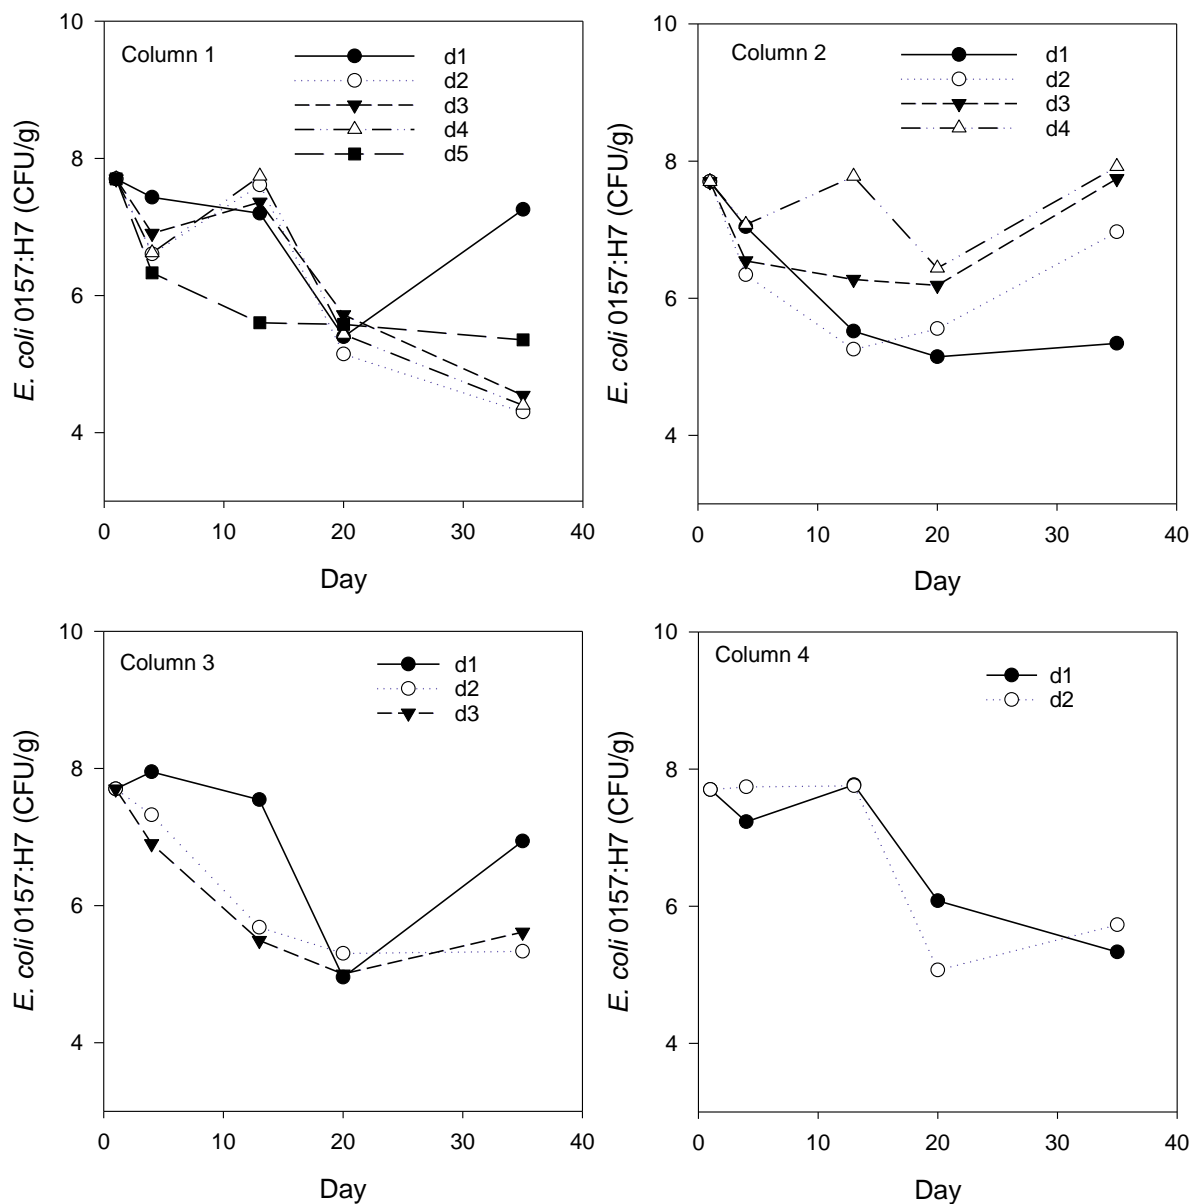 Column 1
d1
d2
d3
d4
d5
10
8
6
4
0 10 20 30 40
Day
E. coli 0157:H7 (CFU/g)
Column 2
d1
d2
d3
d4
10
8
6
4
0 10 20 30 40
Day
E. coli 0157:H7 (CFU/g)
Column 3
d1
d2
d3
10
8
6
4
0 10 20 30 40
Day
E. coli 0157:H7 (CFU/g)
Column 4
d1
d2
10
8
6
4
0 10 20 30 40
Day
E. coli 0157:H7 (CFU/g)